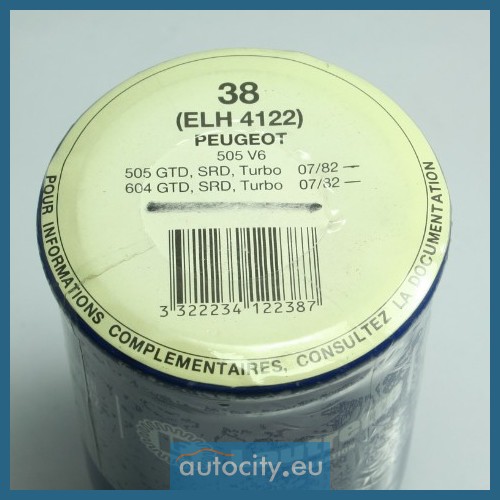 38
(ELH 4122)
PEUGEOT
505 V6
505 GTD, SRD, Turbo 07/82 —
604 GTD, SRD, Turbo 07/82 —
3 322234 122387
POUR INFORMATIONS COMPLEMENTAIRES, CONSULTEZ LA DOCUMENTATION
autocity.eu